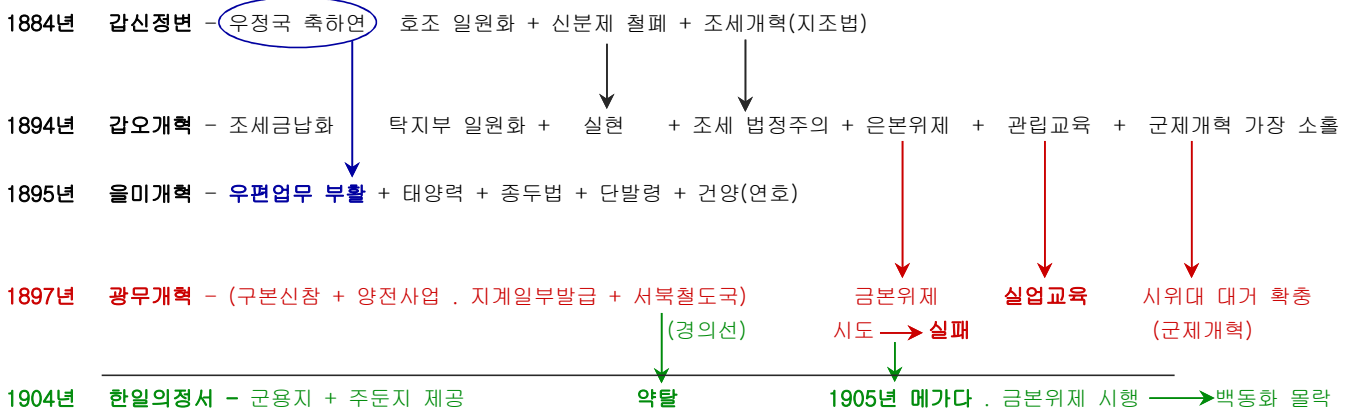 1884년 갑신정변 - 우정국 축하연 호조 일원화 + 신분제 철폐 + 조세개혁(지조법)
1894년 갑오개혁 - 조세금납화 탁지부 일원화 + 실현 + 조세 법정주의 + 은본위제 + 관립교육 + 군제개혁 가장 소홀
1895년 을미개혁 - 우편업무 부활 + 태양력 + 종두법 + 단발령 + 건양(연호)
1897년 광무개혁 - (구본신참 + 양전사업 . 지계일부발급 + 서북철도국) 금본위제 실업교육 시위대 대거 확충
(경의선) 시도 실패 (군제개혁)
1904년 한일의정서 - 군용지 + 주둔지 제공 약탈 1905년 메가다 . 금본위제 시행 백동화 몰락